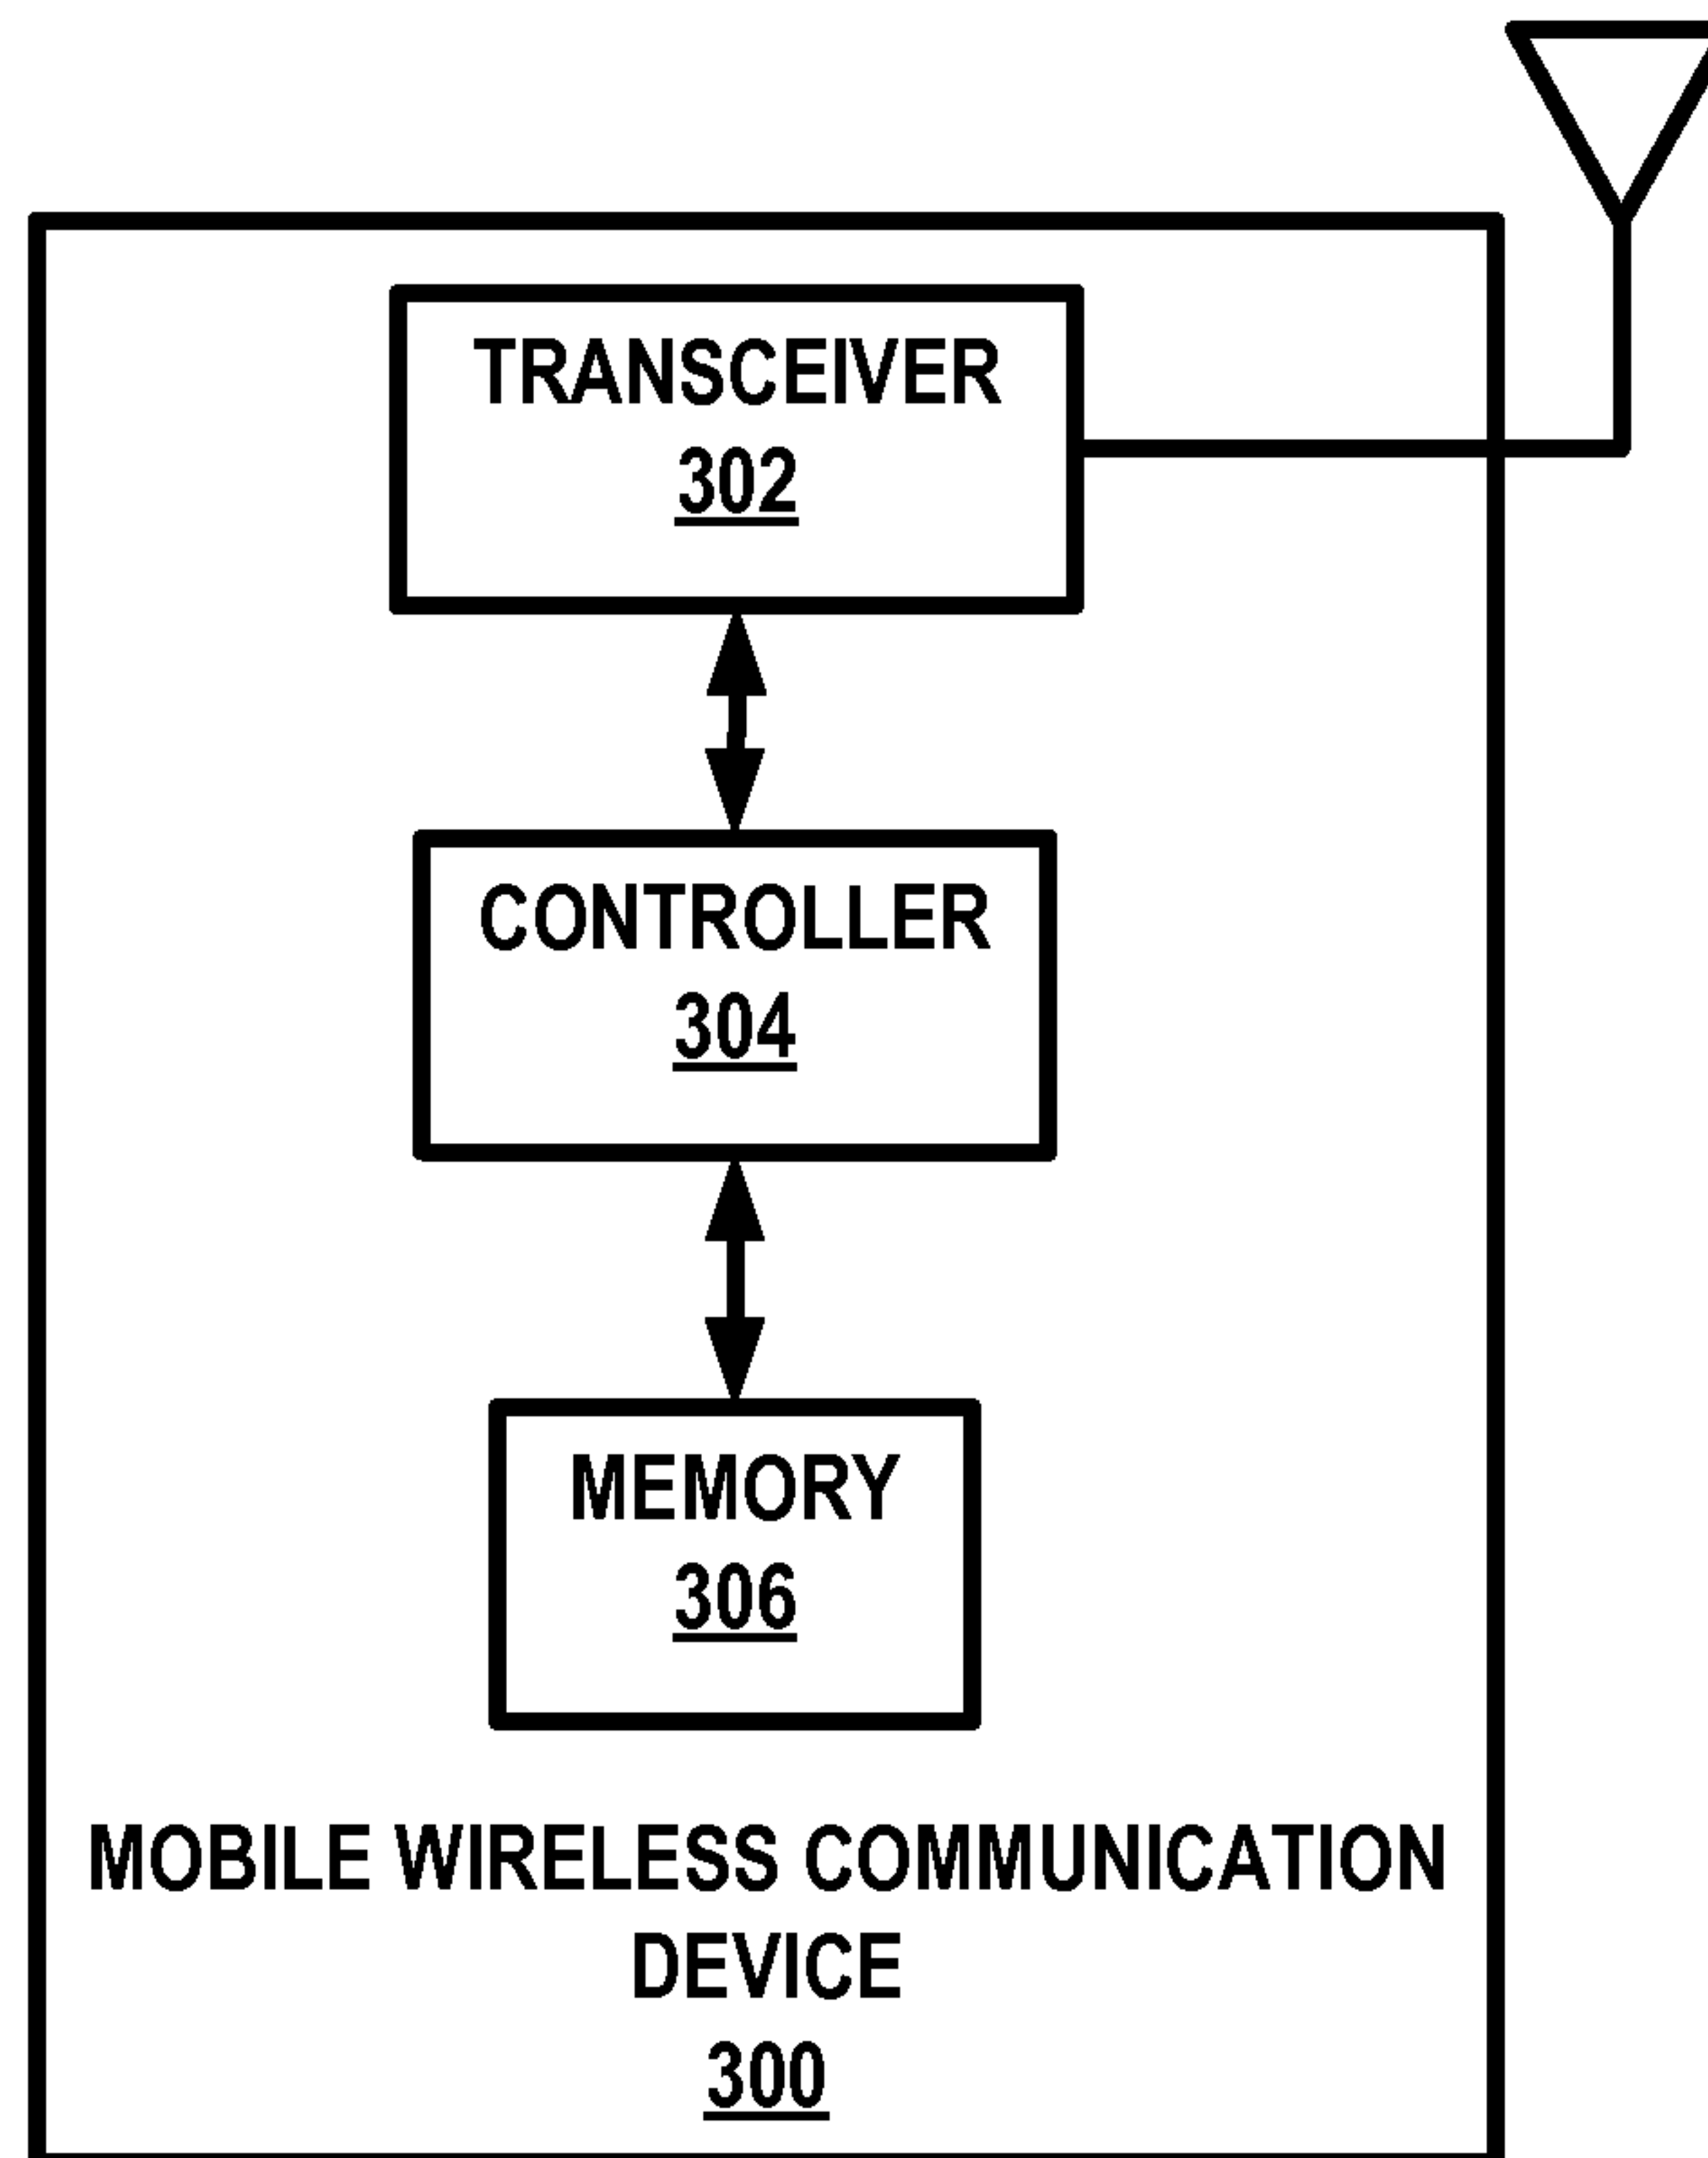 TRANSCEIVER
302
CONTROLLER
304
MEMORY
306
MOBILE WIRELESS COMMUNICATION
DEVICE
300